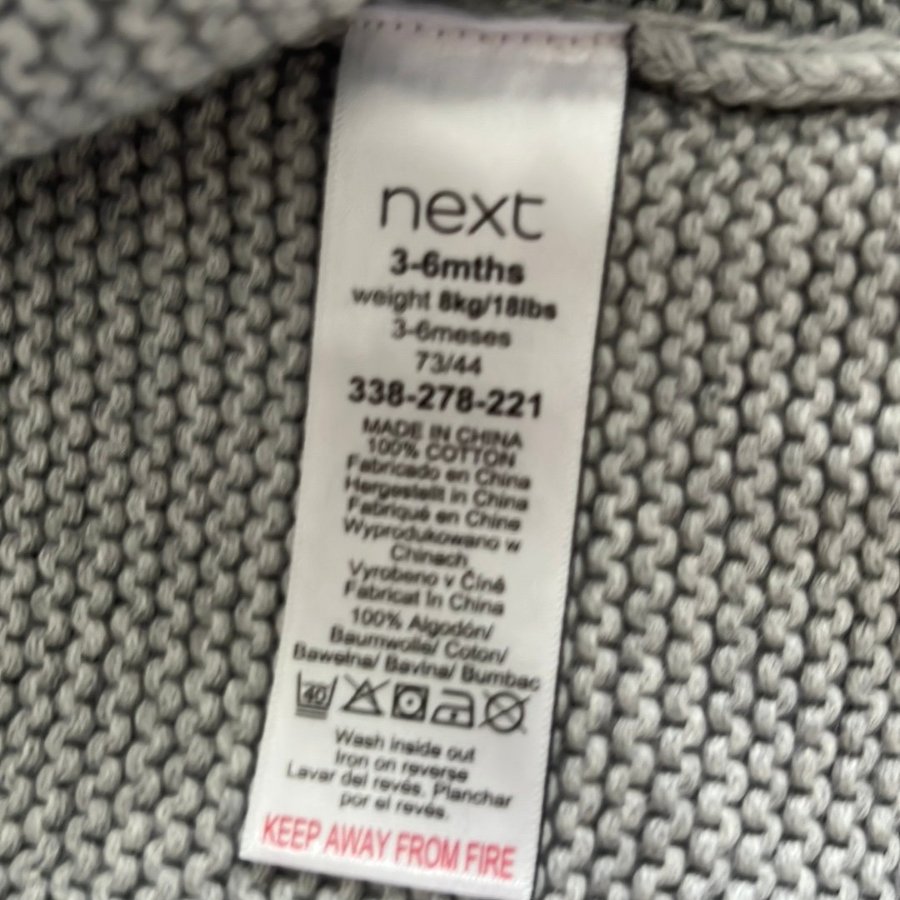 next
3-6mths
weight 8kg/18lbs
3-6meses
73/44
338-278-221
MADE IN CHINA
100% COTTON
Fabricado en China
Hergestellt in China
Fabriqué en China
Wyprodukowano w
Chinach
Vyrobeno v Číně
Fabricat în China
100% Algodón/
Baumwolle/ Coton/
Bawełna/ Bavlna/ Bumbac
40
Wash inside out
Iron on reverse
Lavar del revés. Planchar
por el revés.
KEEP AWAY FROM FIRE